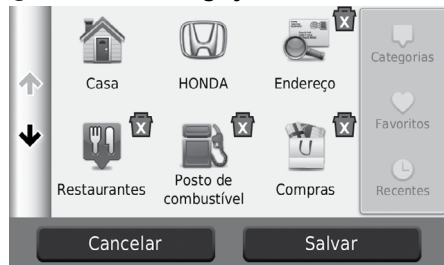 Casa
HONDA
Endereço
Categorias
Favoritos
Recentes
Restaurantes
Posto de
combustível
Compras
Cancelar
Salvar